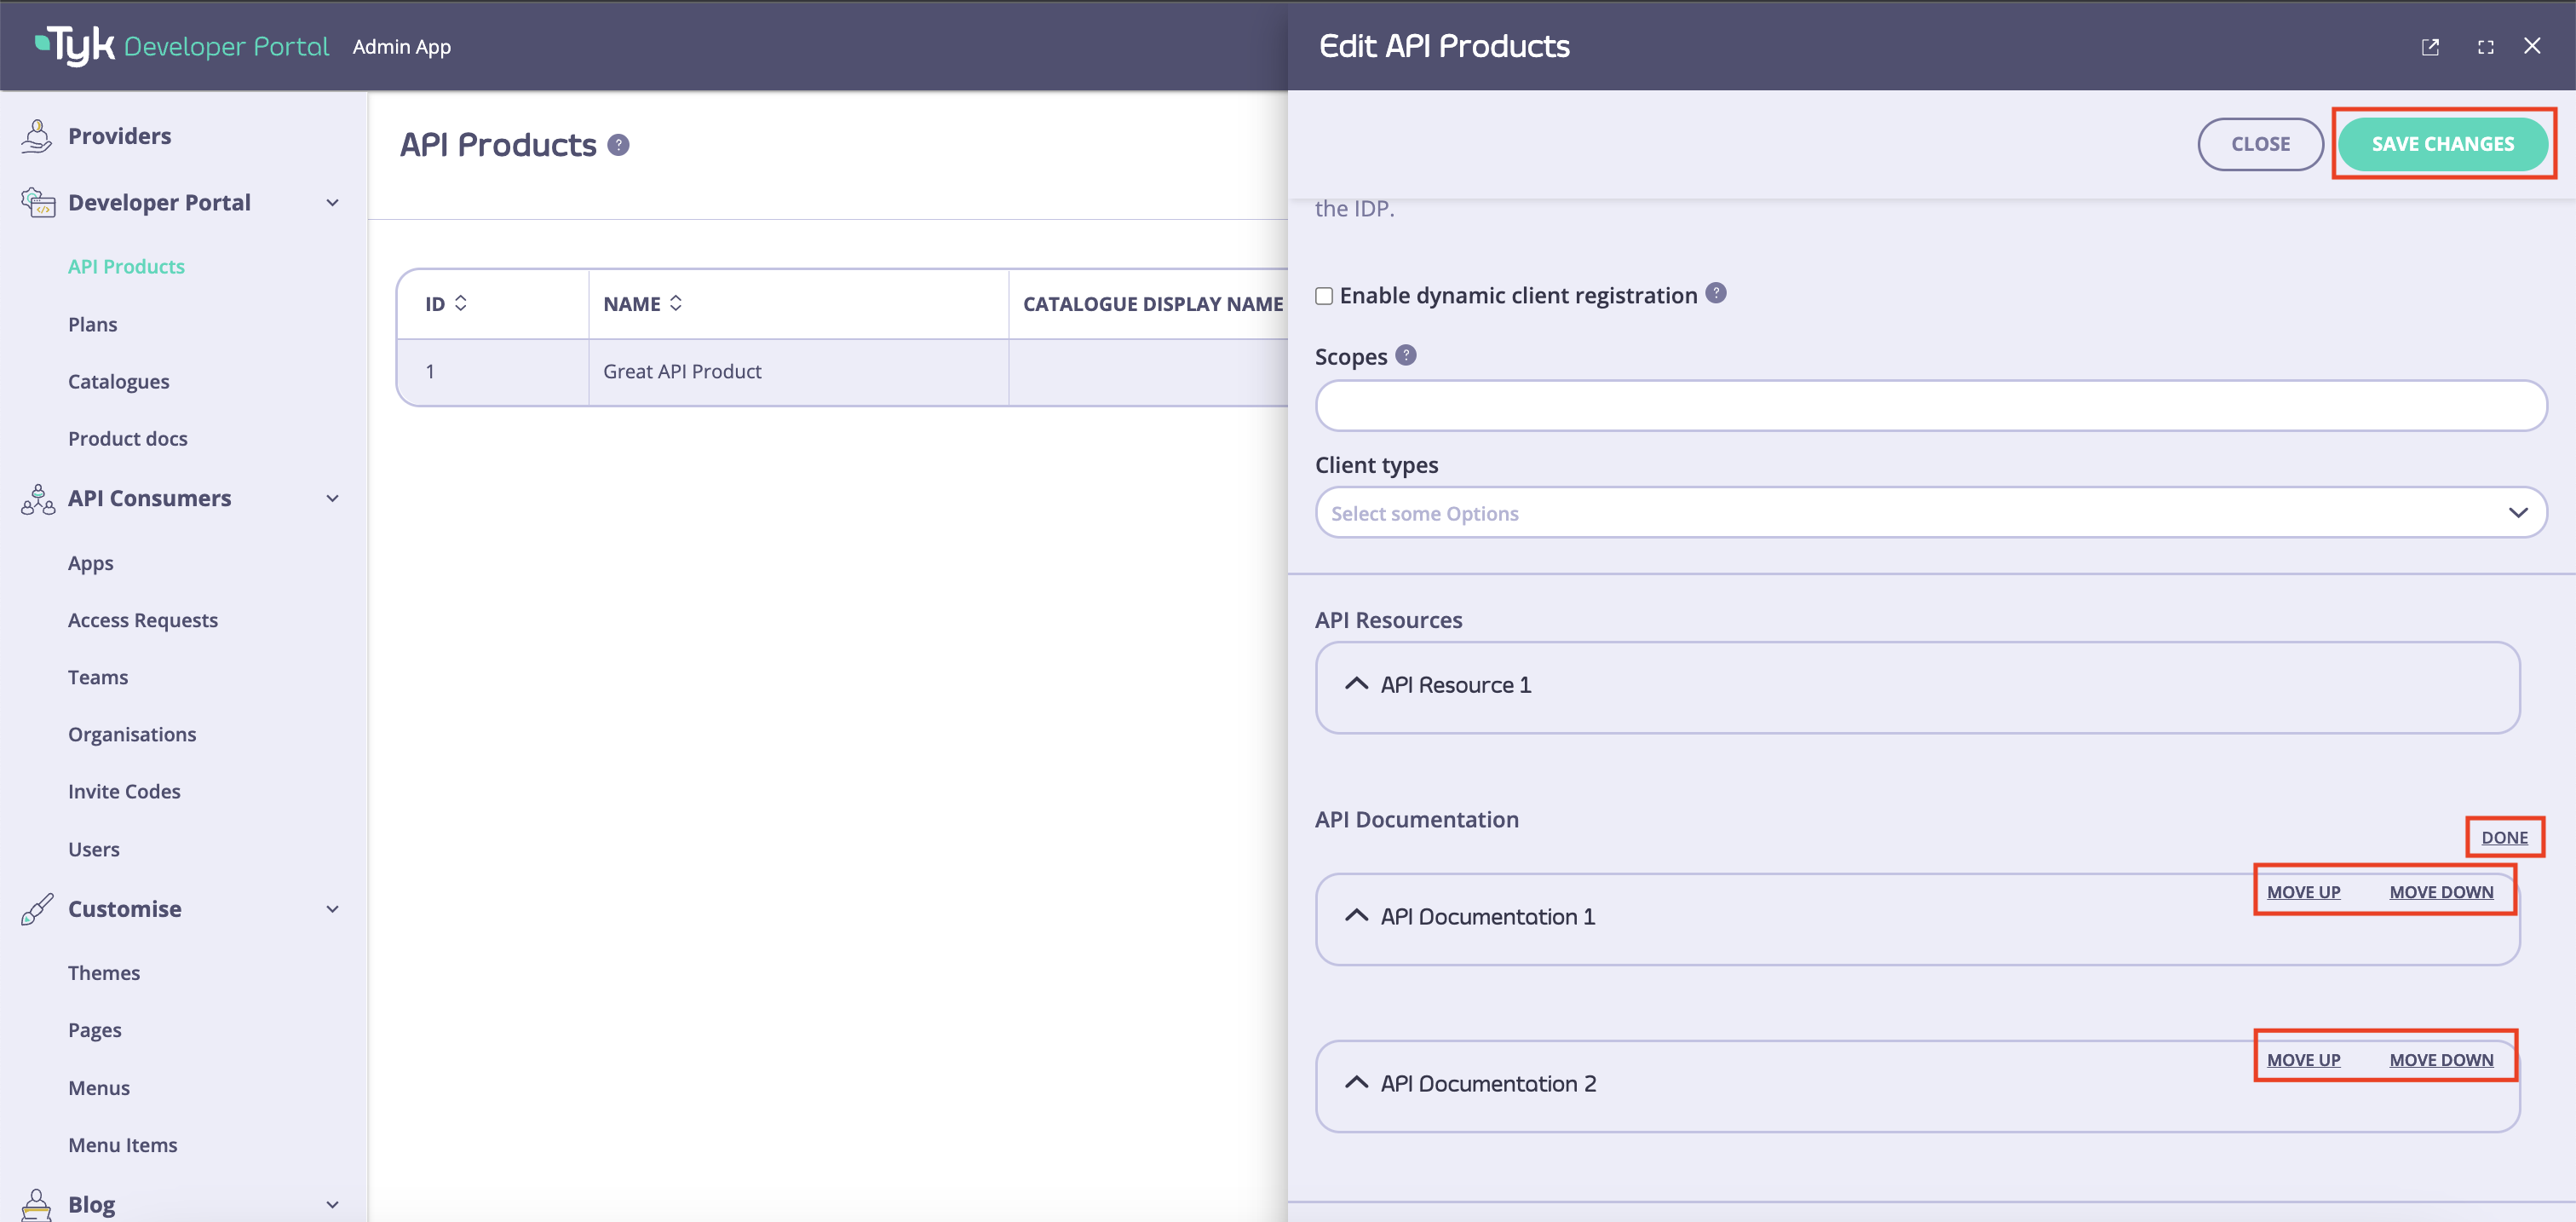 Tyk Developer Portal Admin App
Providers
Developer Portal
API Products
Plans
Catalogues
Product docs
API Consumers
Apps
Access Requests
Teams
Organisations
Invite Codes
Users
Customise
Themes
Pages
Menus
Menu Items
Blog
API Products ?
ID NAME CATALOGUE DISPLAY NAME
1 Great API Product
Edit API Products
CLOSE SAVE CHANGES
the IDP.
Enable dynamic client registration ?
Scopes ?
Client types
Select some Options
API Resources
API Resource 1
API Documentation
DONE
MOVE UP MOVE DOWN
API Documentation 1
MOVE UP MOVE DOWN
API Documentation 2